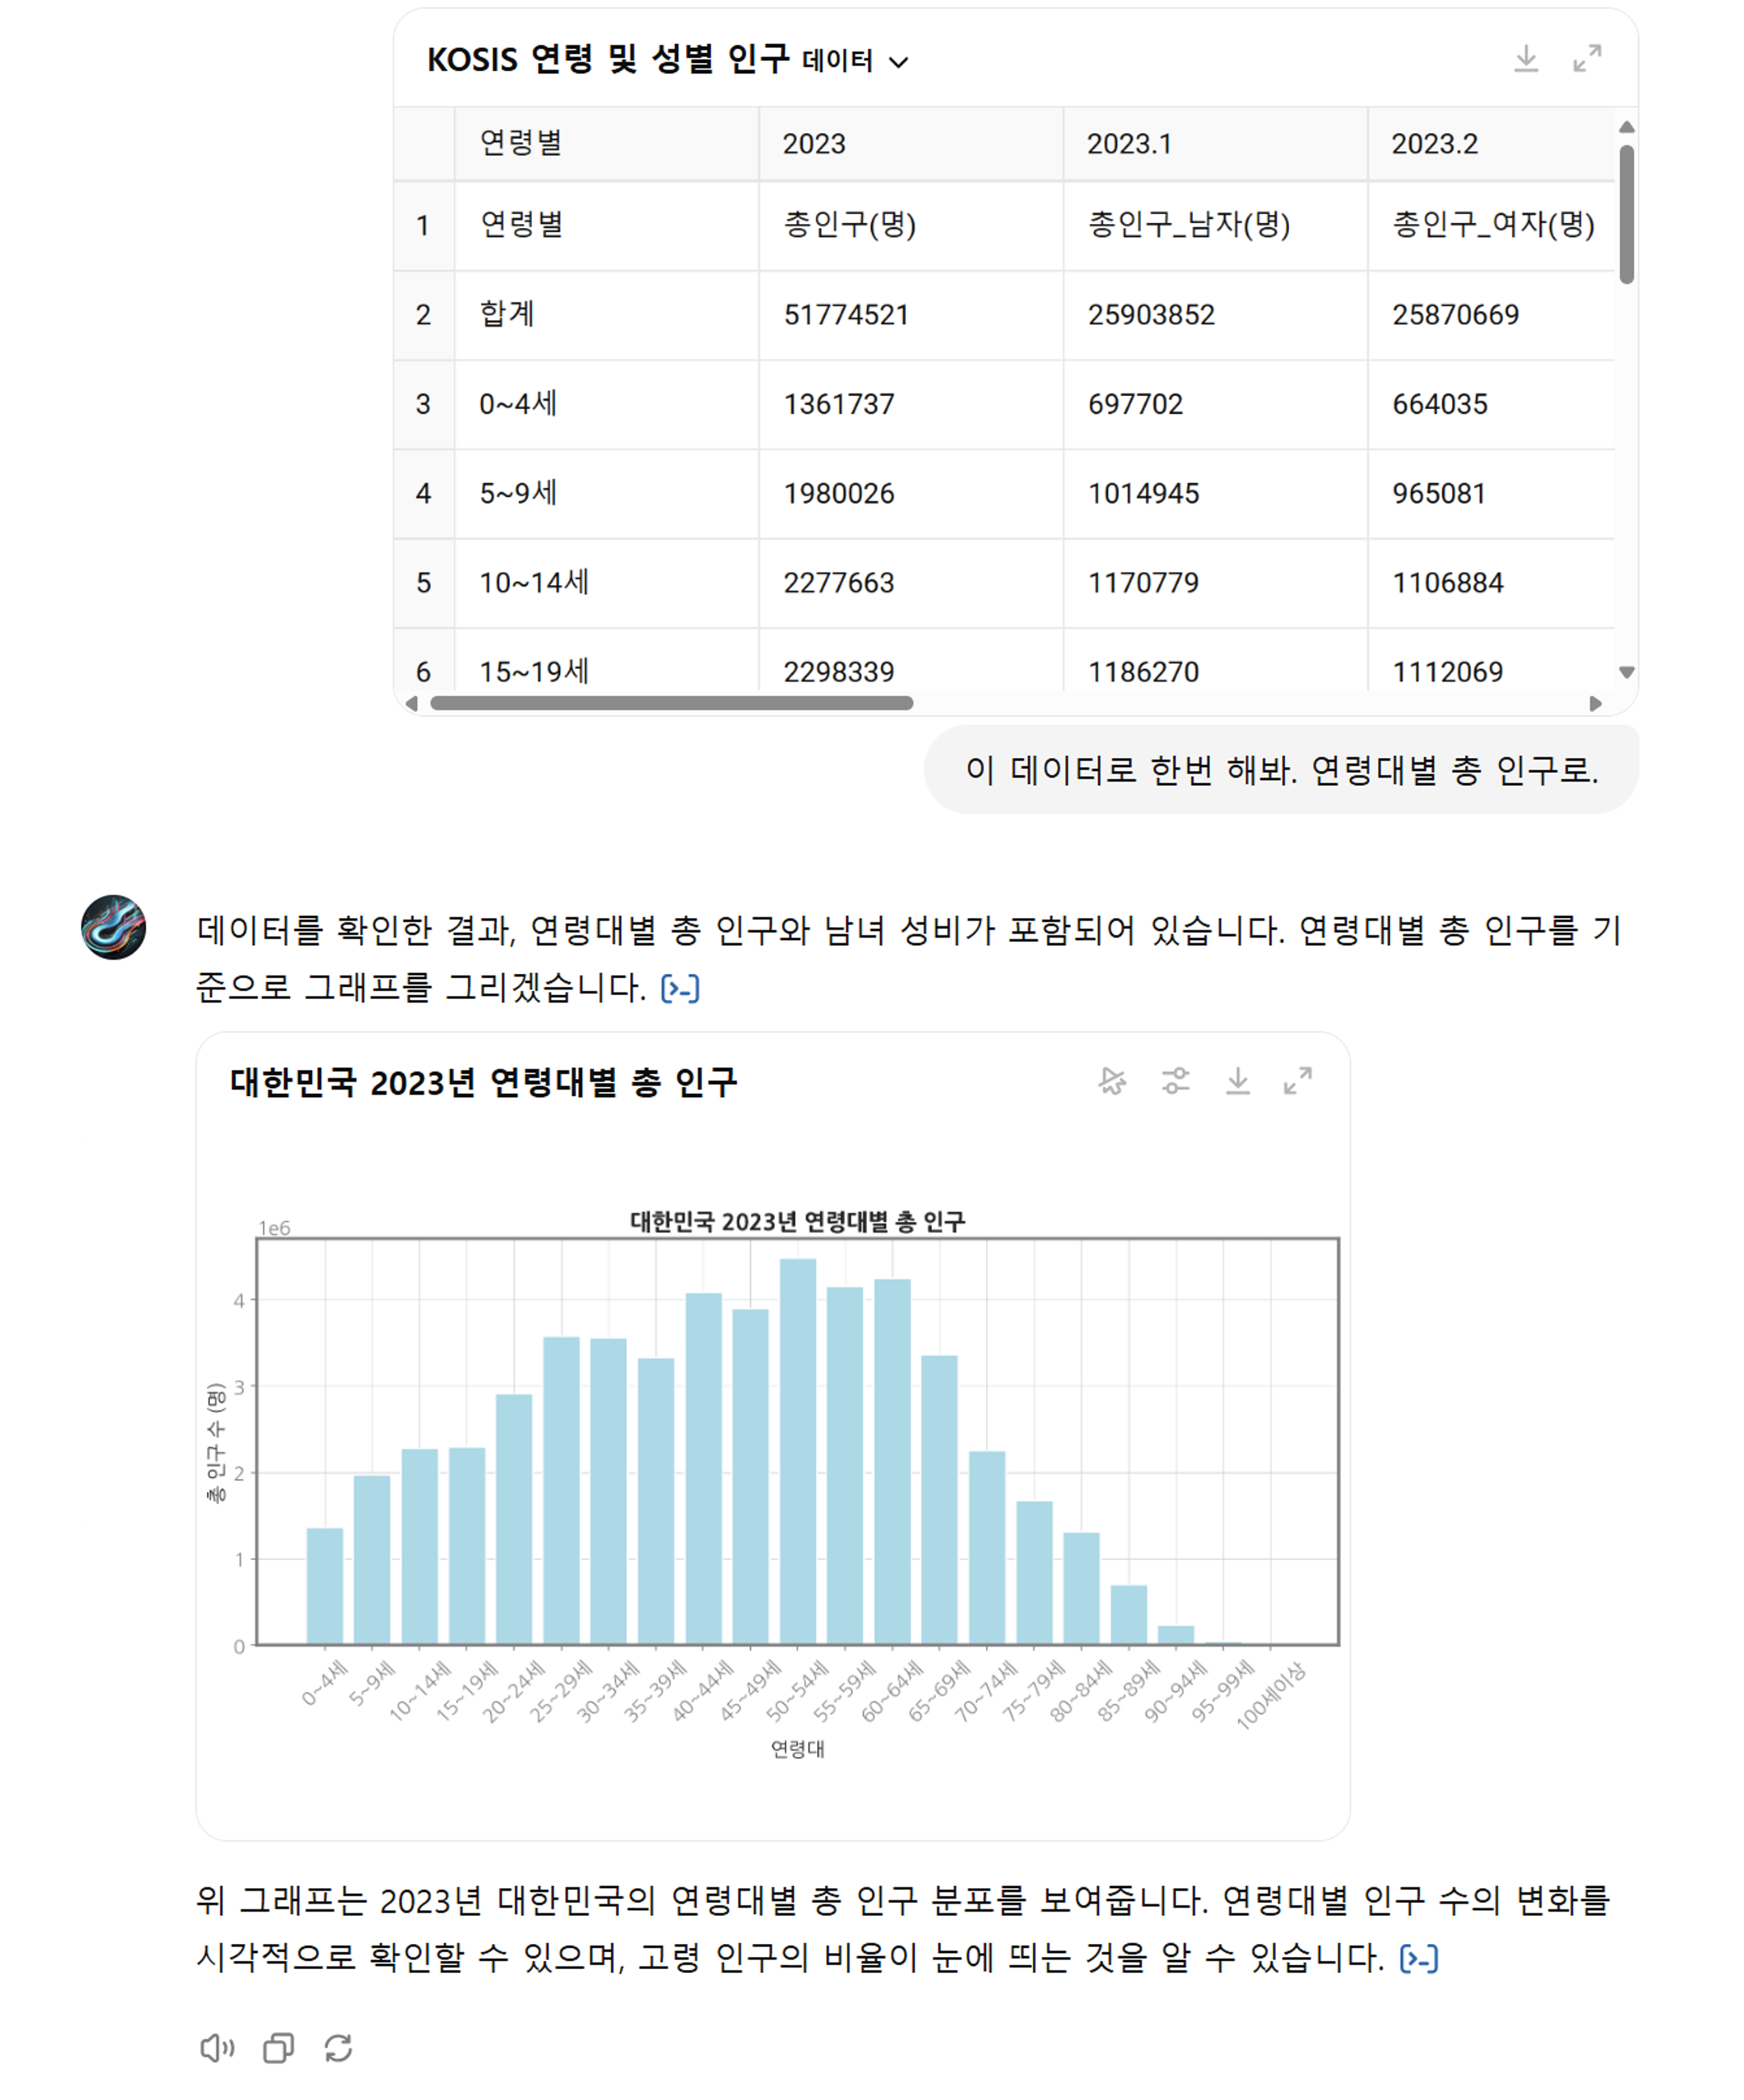 KOSIS 연령 및 성별 인구 데이터
연령별 2023 2023.1 2023.2
1 연령별 총인구(명) 총인구_남자(명) 총인구_여자(명)
2 합계 51774521 25903852 25870669
3 0~4세 1361737 697702 664035
4 5~9세 1980026 1014945 965081
5 10~14세 2277663 1170779 1106884
6 15~19세 2298339 1186270 1112069
이 데이터로 한번 해봐. 연령대별 총 인구로.
데이터를 확인한 결과, 연령대별 총 인구와 남녀 성비가 포함되어 있습니다. 연령대별 총 인구를 기
준으로 그래프를 그리겠습니다.
대한민국 2023년 연령대별 총 인구
대한민국 2023년 연령대별 총 인구
1e6
4
3
2
1
0
총 인구 수 (명)
0~4세 5~9세 10~14세 15~19세 20~24세 25~29세 30~34세 35~39세 40~44세 45~49세 50~54세 55~59세 60~64세 65~69세 70~74세 75~79세 80~84세 85~89세 90~94세 95~99세 100세이상
연령대
위 그래프는 2023년 대한민국의 연령대별 총 인구 분포를 보여줍니다. 연령대별 인구 수의 변화를
시각적으로 확인할 수 있으며, 고령 인구의 비율이 눈에 띄는 것을 알 수 있습니다.